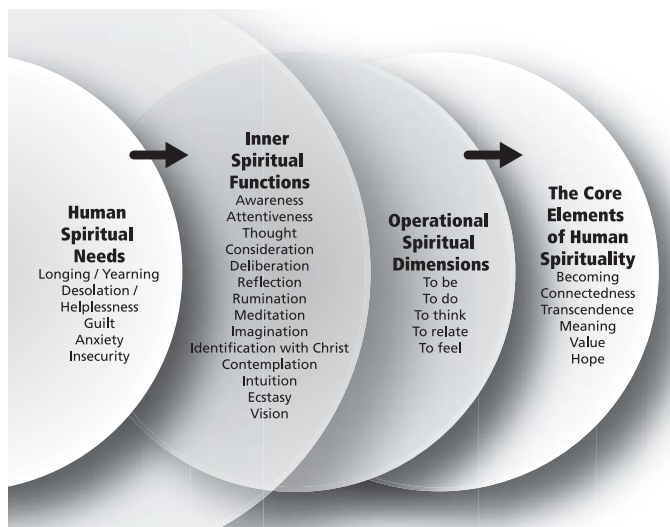 Human
Spiritual
Needs
Longing / Yearning
Desolation /
Helplessness
Guilt
Anxiety
Insecurity
Inner
Spiritual
Functions
Awareness
Attentiveness
Thought
Consideration
Deliberation
Reflection
Rumination
Meditation
Imagination
Identification with Christ
Contemplation
Intuition
Ecstasy
Vision
Operational
Spiritual
Dimensions
To be
To do
To think
To relate
To feel
The Core
Elements
of Human
Spirituality
Becoming
Connectedness
Transcendence
Meaning
Value
Hope